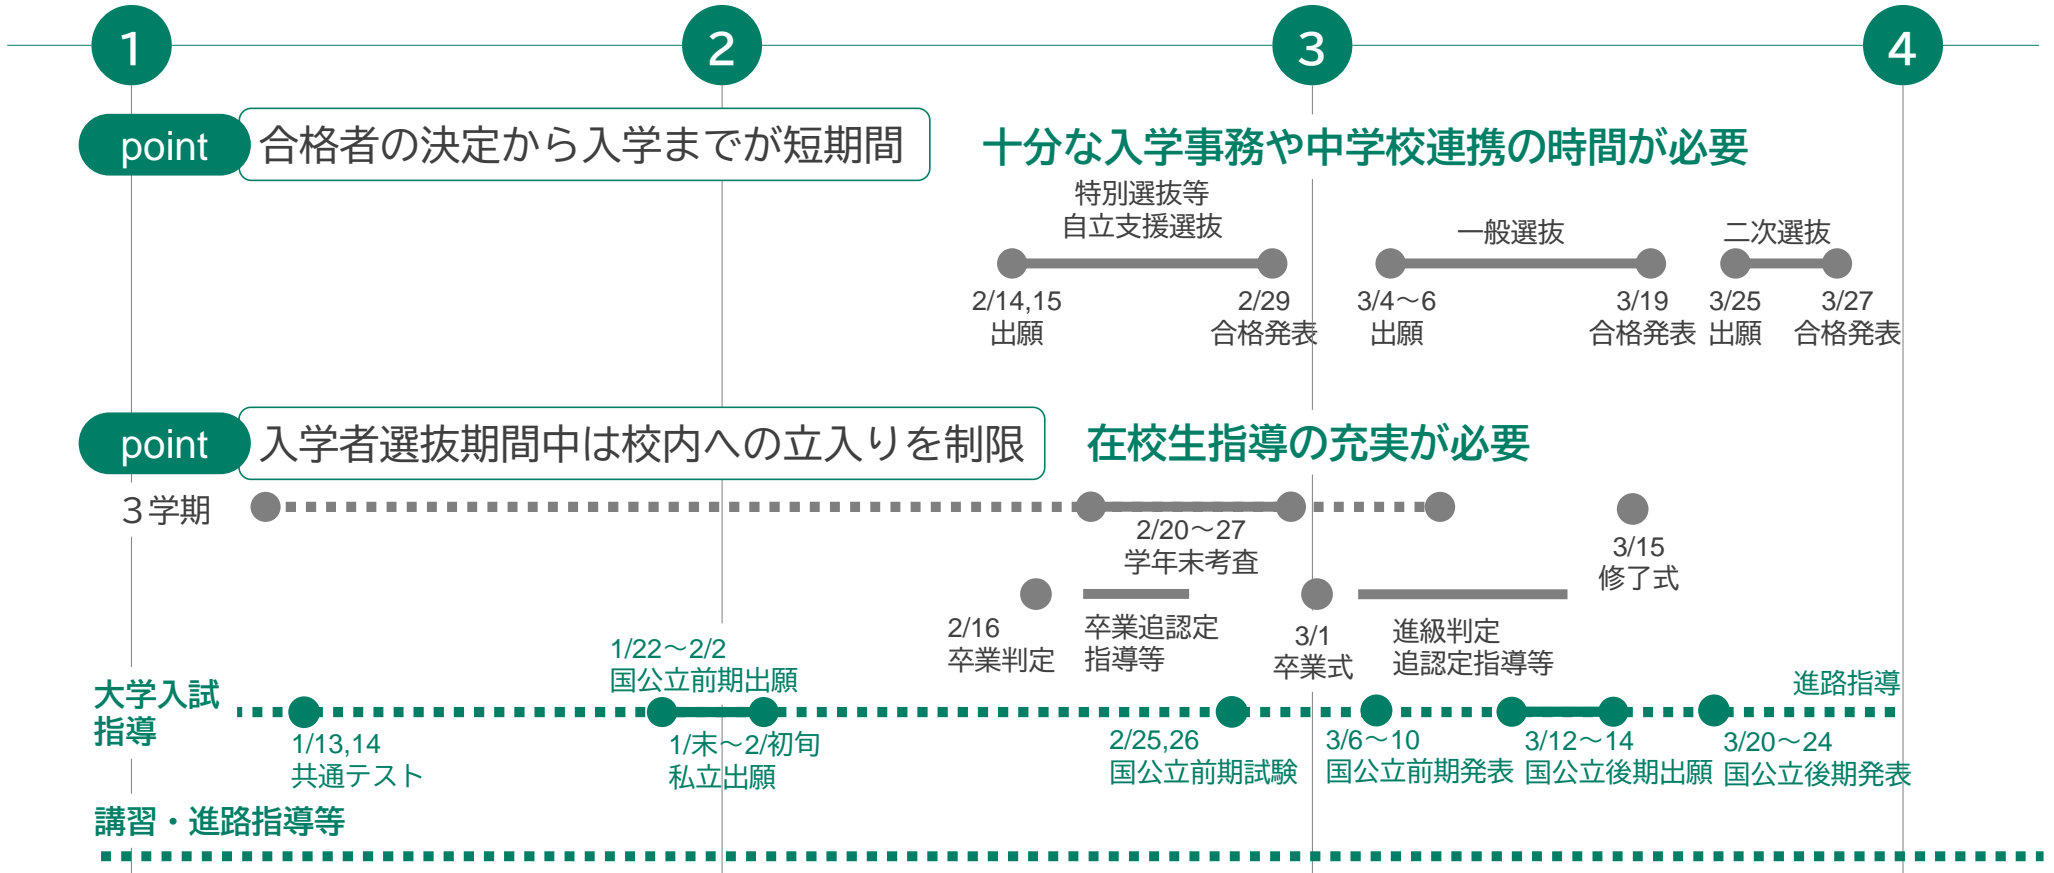 1
2
3
4
point
合格者の決定から入学までが短期間
十分な入学事務や中学校連携の時間が必要
特別選抜等
自立支援選抜
一般選抜
二次選抜
2/14,15
出願
2/29
合格発表
3/4～6
出願
3/19
合格発表
3/25
出願
3/27
合格発表
point
入学者選抜期間中は校内への立入りを制限
在校生指導の充実が必要
３学期
2/20～27
学年末考査
3/15
修了式
2/16
卒業判定
卒業追認定
指導等
3/1
卒業式
進級判定
追認定指導等
大学入試
指導
1/22～2/2
国公立前期出願
進路指導
1/13,14
共通テスト
1/末～2/初旬
私立出願
2/25,26
国公立前期試験
3/6～10
国公立前期発表
3/12～14
国公立後期出願
3/20～24
国公立後期発表
講習・進路指導等